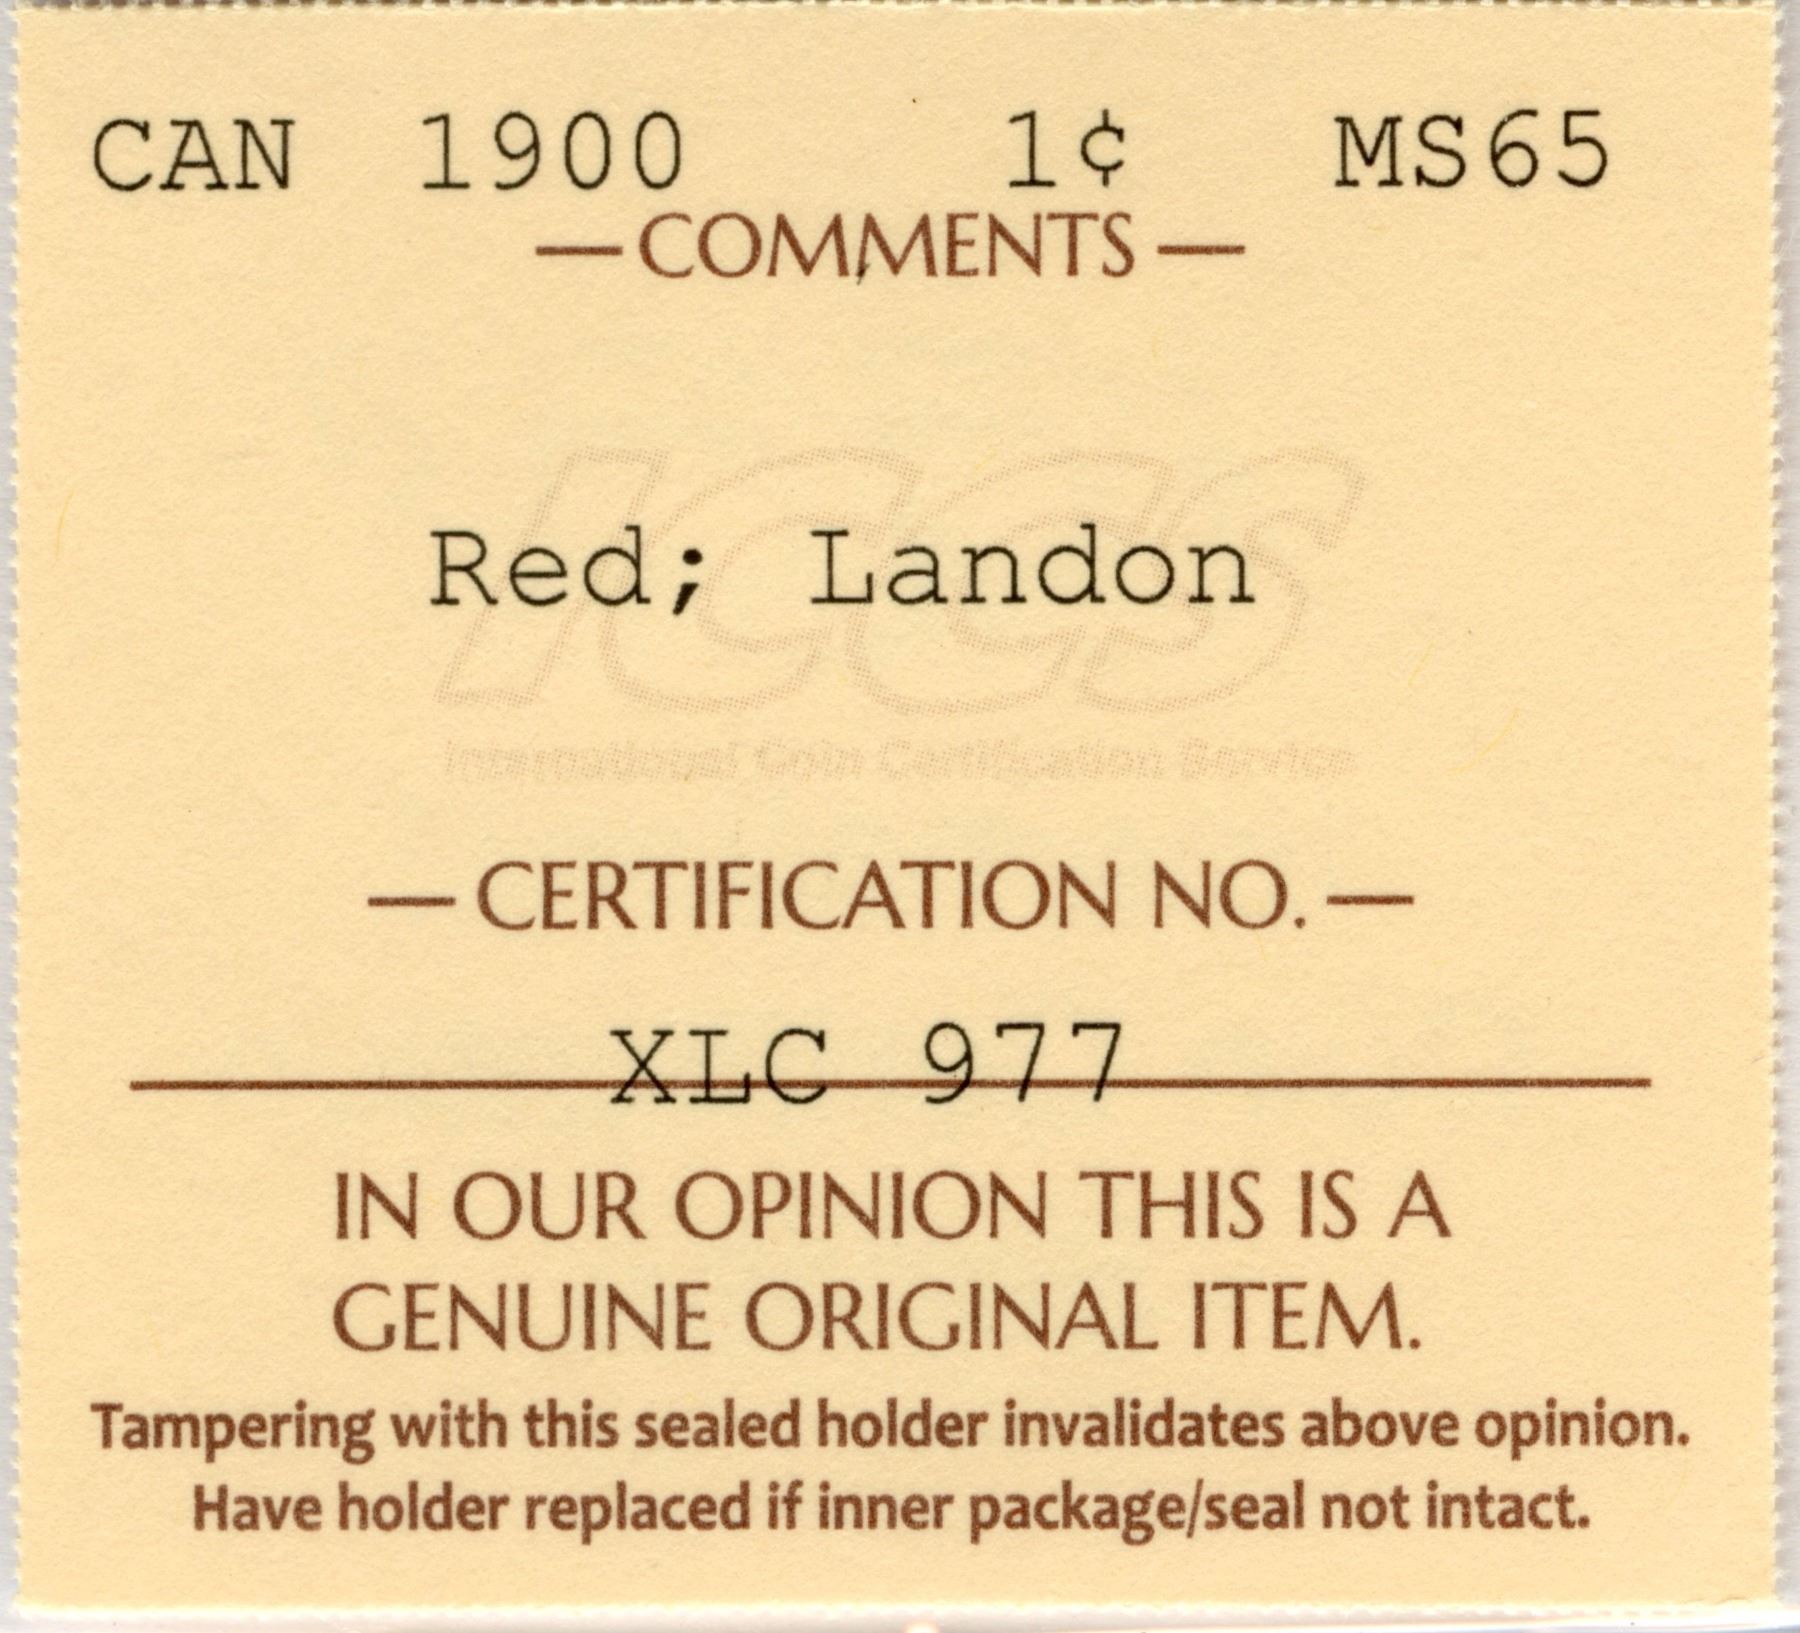 CAN 1900 1¢ MS65
— COMMENTS —
ICCS
Red; Landon
International Coin Certification Service
— CERTIFICATION NO. —
XLC 977
IN OUR OPINION THIS IS A
GENUINE ORIGINAL ITEM.
Tampering with this sealed holder invalidates above opinion.
Have holder replaced if inner package/seal not intact.